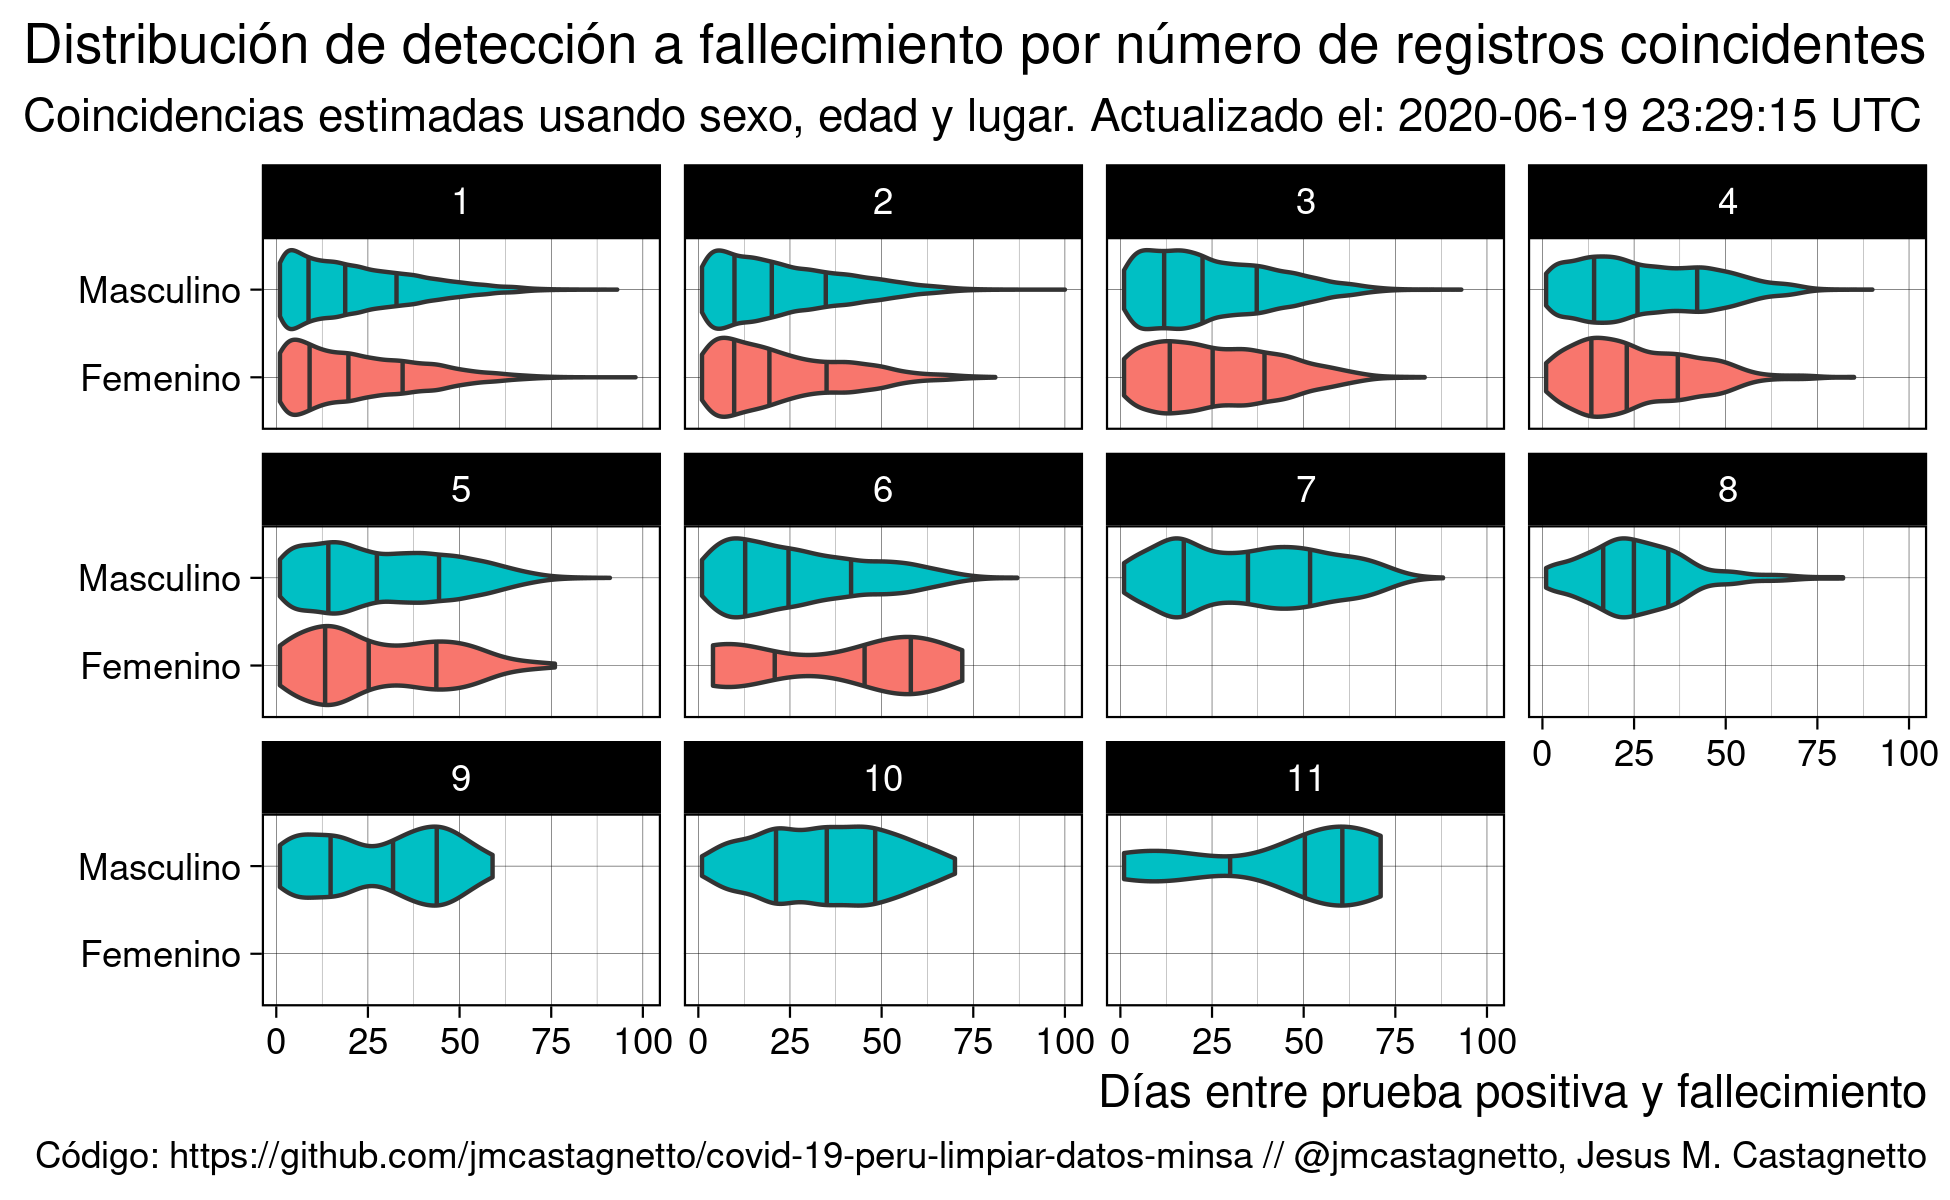 Distribución de detección a fallecimiento por número de registros coincidentes
Coincidencias estimadas usando sexo, edad y lugar. Actualizado el: 2020-06-19 23:29:15 UTC
1 2 3 4
Masculino
Femenino
5 6 7 8
Masculino
Femenino
0 25 50 75 100
9 10 11
Masculino
Femenino
0 25 50 75 100 0 25 50 75 100 0 25 50 75 100
Días entre prueba positiva y fallecimiento
Código: https://github.com/jmcastagnetto/covid-19-peru-limpiar-datos-minsa // @jmcastagnetto, Jesus M. Castagnetto